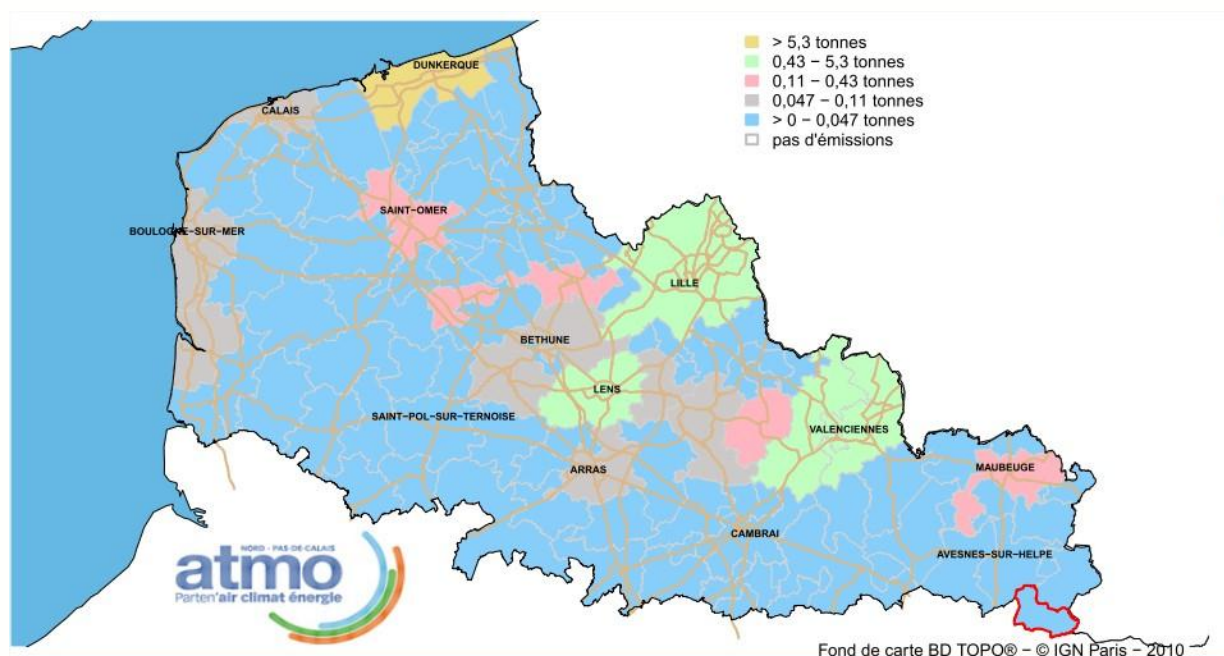 > 5,3 tonnes
0,43 − 5,3 tonnes
0,11 − 0,43 tonnes
0,047 − 0,11 tonnes
> 0 − 0,047 tonnes
pas d'émissions
DUNKERQUE
CALAIS
SAINT−OMER
BOULOGNE−SUR−MER
LILLE
BETHUNE
LENS
SAINT−POL−SUR−TERNOISE
VALENCIENNES
ARRAS
MAUBEUGE
CAMBRAI
AVESNES−SUR−HELPE
NORD - PAS-DE-CALAIS
atmo
Parten'air climat énergie
Fond de carte BD TOPO® − © IGN Paris − 2010